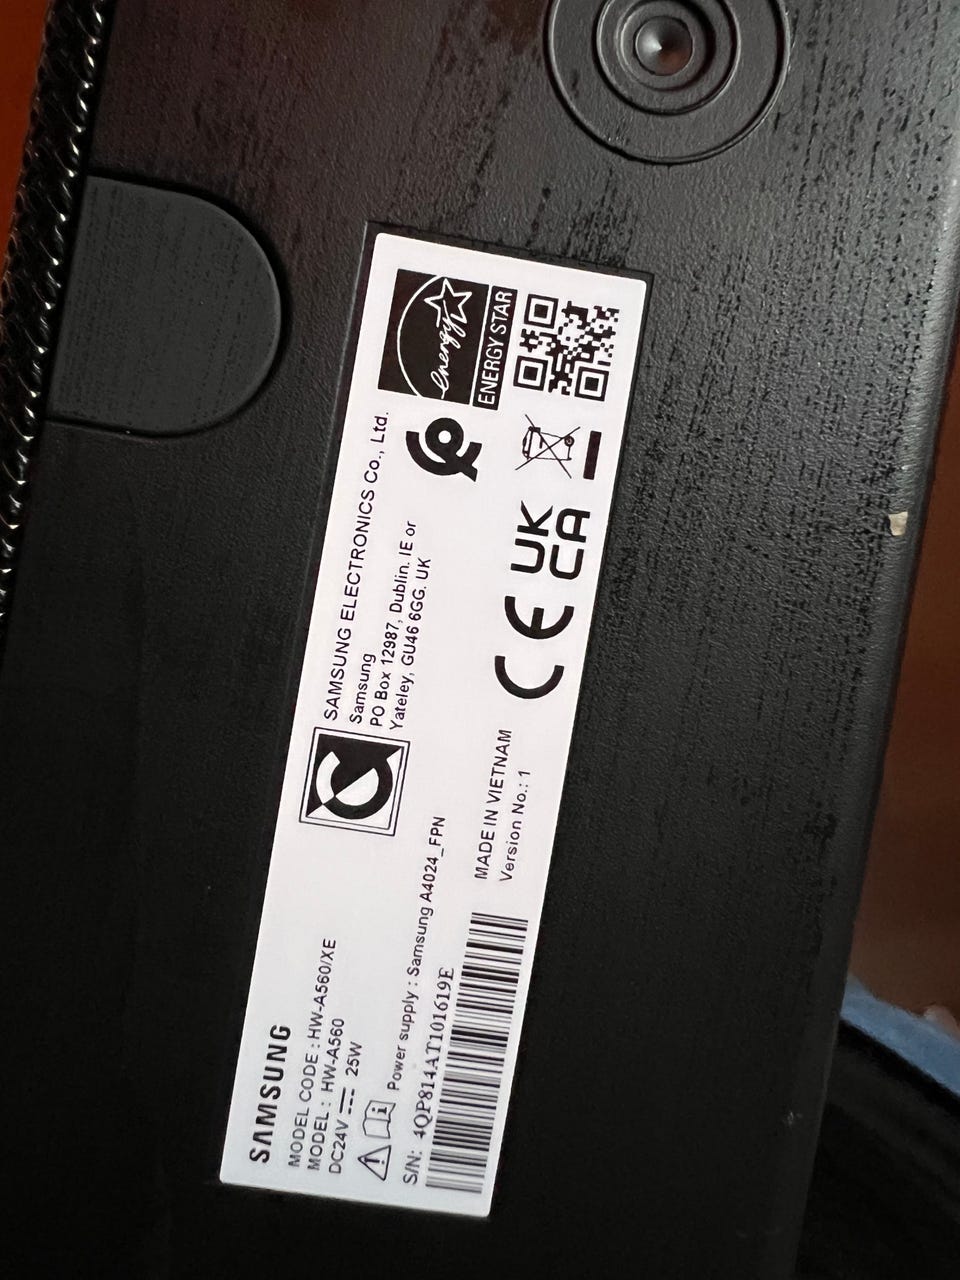 SAMSUNG
MODEL CODE : HW-A560/XE
MODEL : HW-A560
DC24V 25W
Power supply : Samsung A4024_FPN
S/N: 4QP814AT101619E
SAMSUNG ELECTRONICS Co., Ltd.
Samsung
PO Box 12987, Dublin. IE or
Yateley, GU46 6GG. UK
MADE IN VIETNAM
Version No.: 1
CE
UK
CA
energy
ENERGY STAR